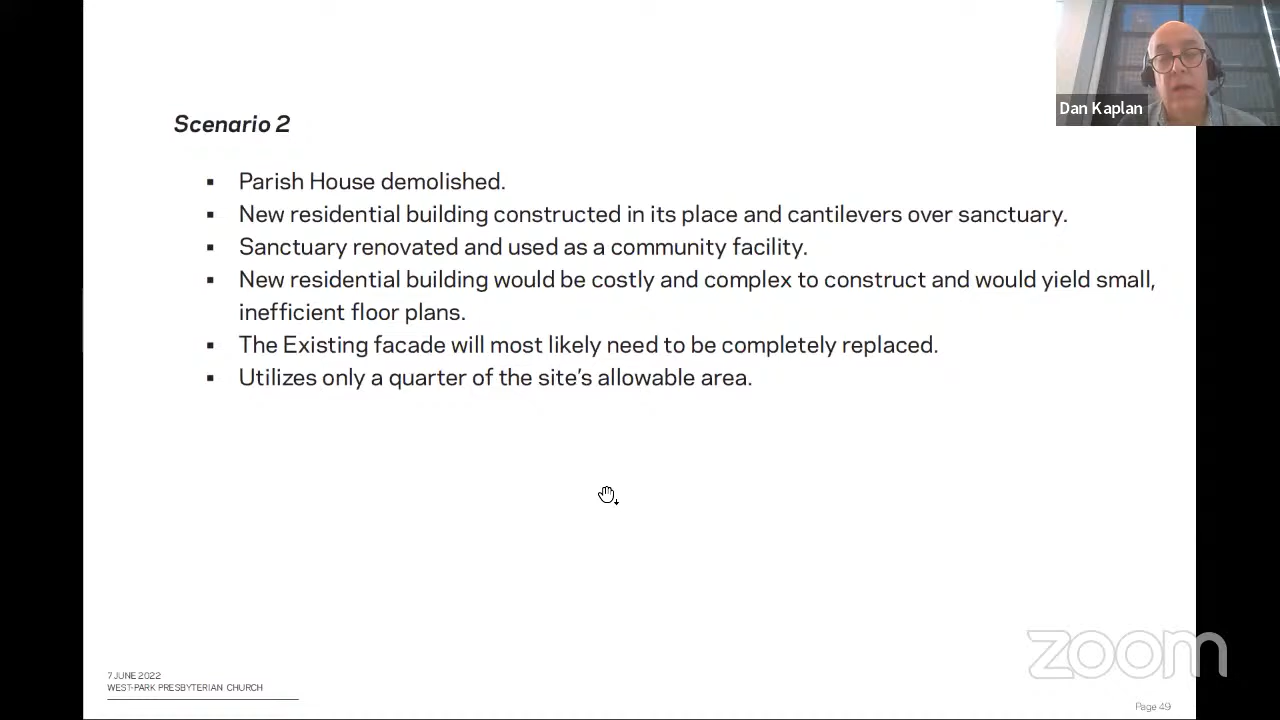 Dan Kaplan
Scenario 2
▪ Parish House demolished.
▪ New residential building constructed in its place and cantilevers over sanctuary.
▪ Sanctuary renovated and used as a community facility.
▪ New residential building would be costly and complex to construct and would yield small,
inefficient floor plans.
▪ The Existing facade will most likely need to be completely replaced.
▪ Utilizes only a quarter of the site's allowable area.
7 JUNE 2022
WEST-PARK PRESBYTERIAN CHURCH
zoom
Page 49